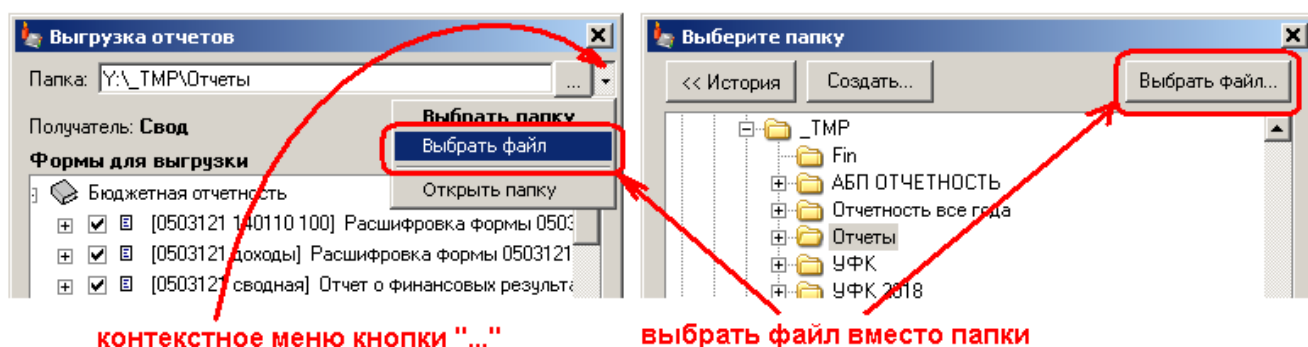 Выгрузка отчетов
Папка: Y:\_TMP\Отчеты ...
Выбрать папку
Получатель: Свод
Выбрать файл
Формы для выгрузки
Открыть папку
Бюджетная отчетность
[0503121 140110 100] Расшифровка формы 0503
[0503121 доходы] Расшифровка формы 0503121
[0503121 сводная] Отчет о финансовых результа
контекстное меню кнопки "..."
Выберите папку
<< История Создать... Выбрать файл...
_TMP
Fin
АБП ОТЧЕТНОСТЬ
Отчетность все года
Отчеты
УФК
УФК 2018
выбрать файл вместо папки